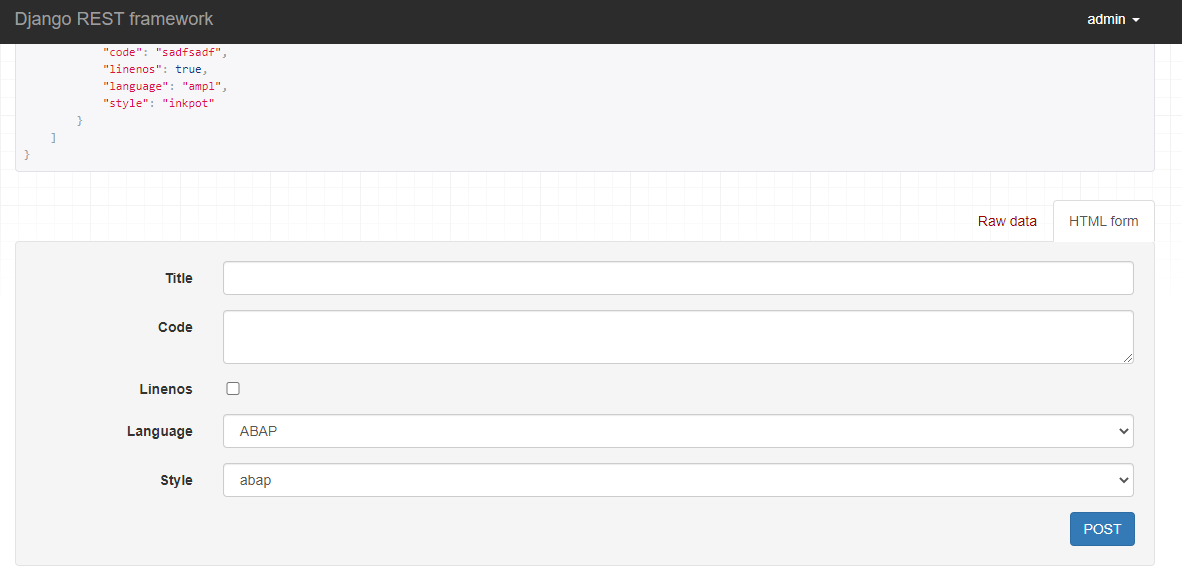 Django REST framework
admin
"code": "sadfsadf",
"linenos": true,
"language": "ampl",
"style": "inkpot"
}
]
}
Raw data
HTML form
Title
Code
Linenos
Language
ABAP
Style
abap
POST